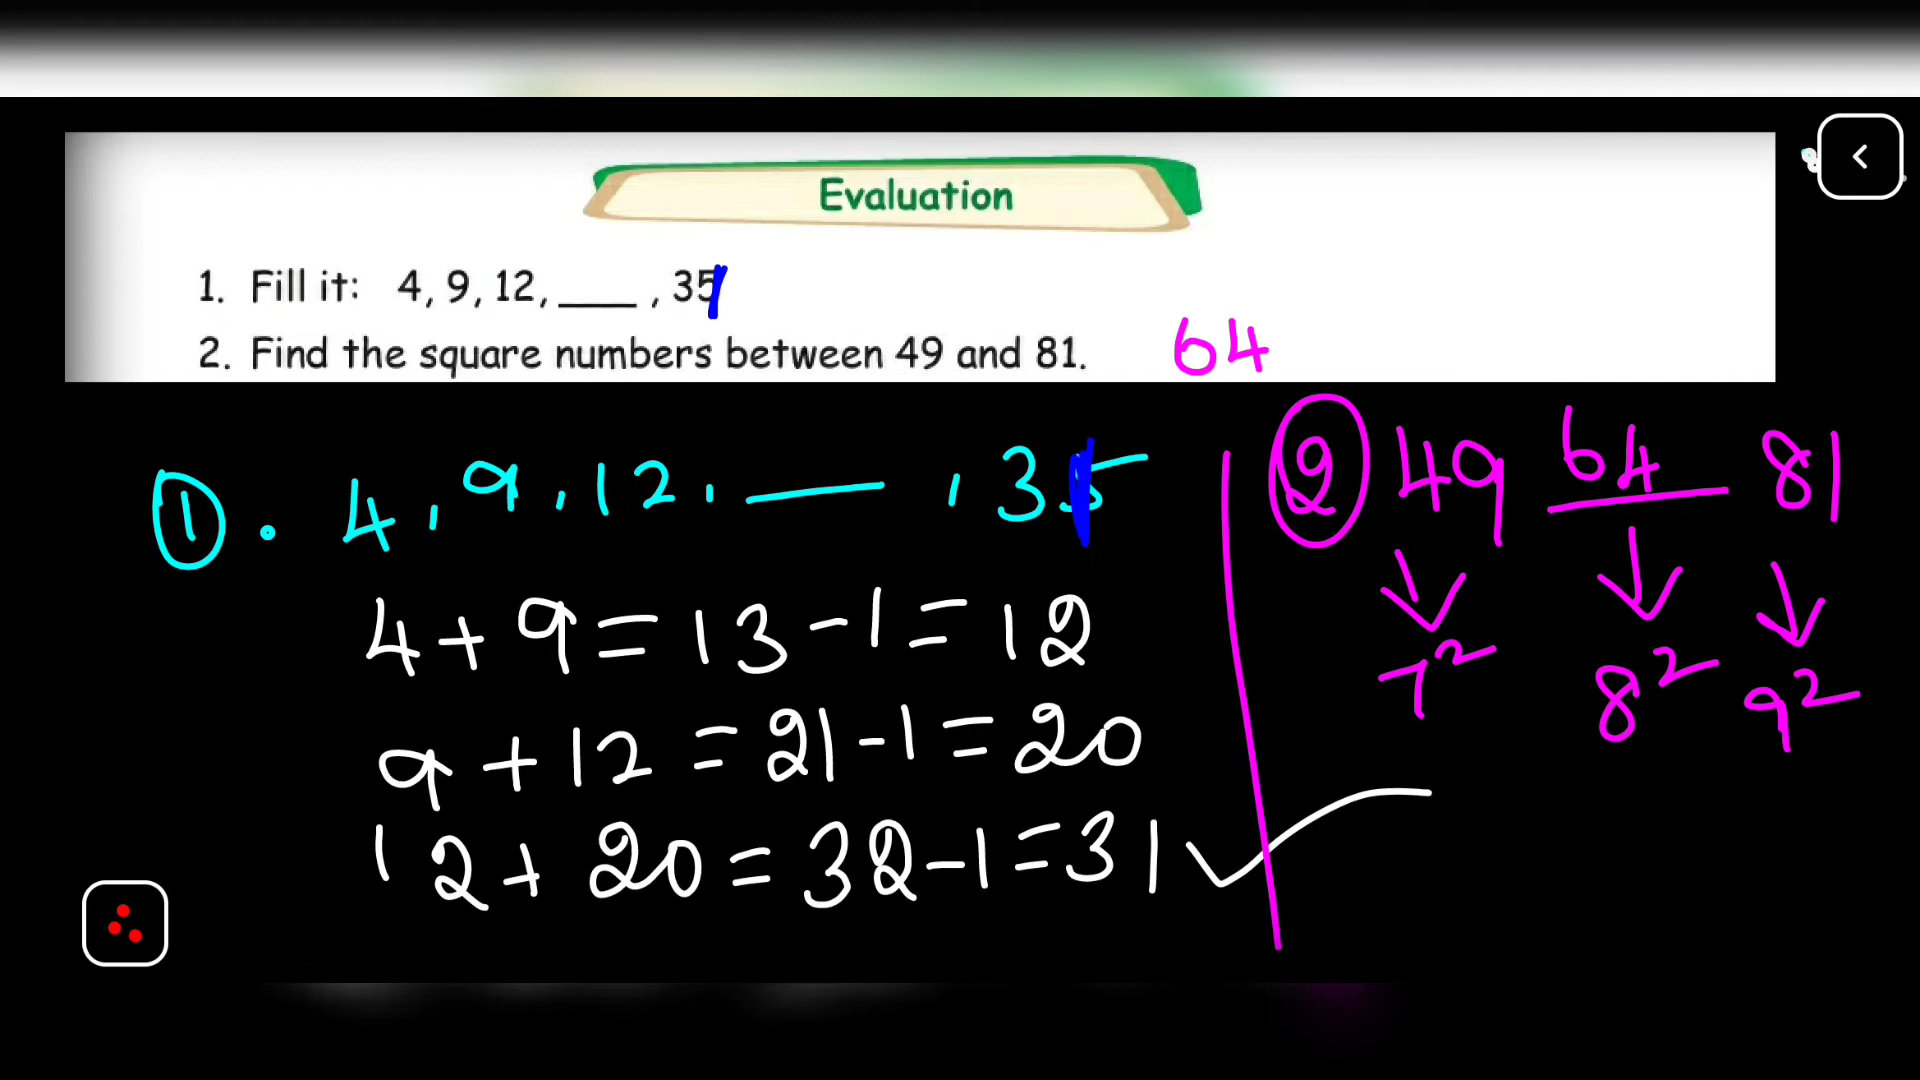 Evaluation
1. Fill it: 4, 9, 12, ____ , 35
2. Find the square numbers between 49 and 81. 64
① . 4, 9, 12, ___ , 35
4 + 9 = 13 - 1 = 12
9 + 12 = 21 - 1 = 20
12 + 20 = 32 - 1 = 31
② 49 64 81
7² 8² 9²